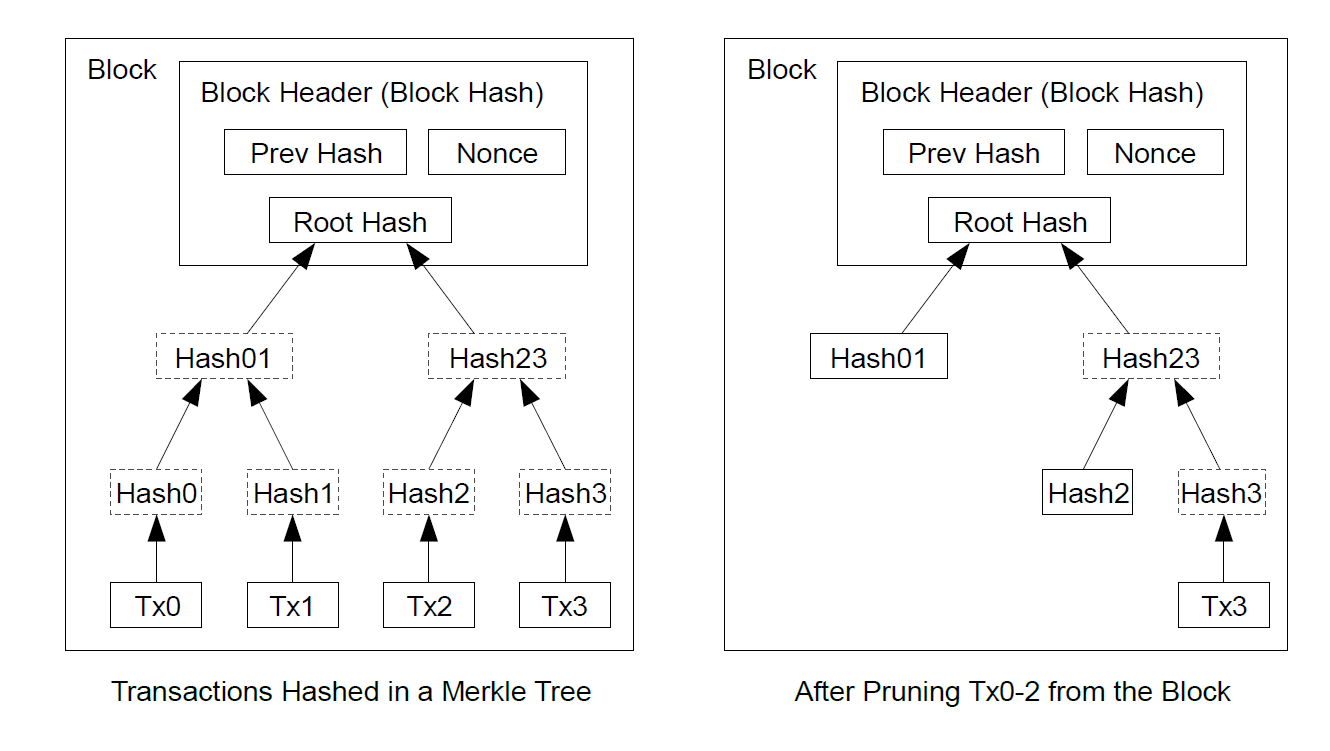 Block
Block Header (Block Hash)
Prev Hash
Nonce
Root Hash
Hash01
Hash23
Hash0
Hash1
Hash2
Hash3
Tx0
Tx1
Tx2
Tx3
Transactions Hashed in a Merkle Tree
Block
Block Header (Block Hash)
Prev Hash
Nonce
Root Hash
Hash01
Hash23
Hash2
Hash3
Tx3
After Pruning Tx0-2 from the Block